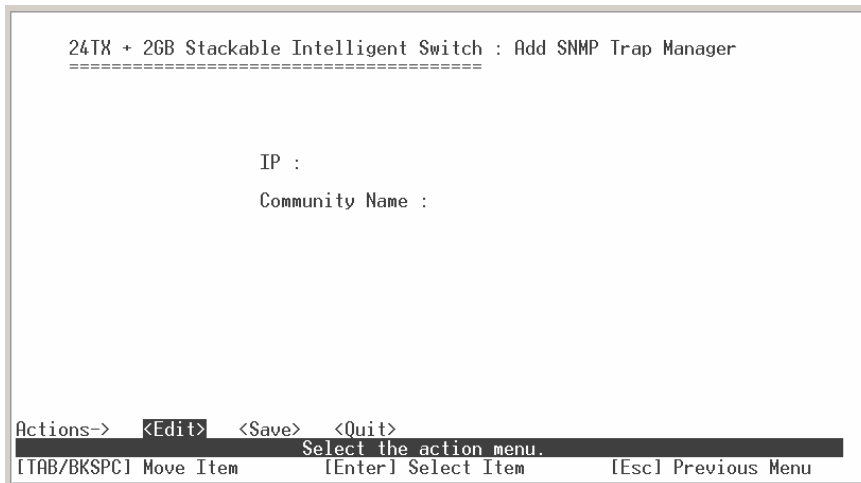 24TX + 2GB Stackable Intelligent Switch : Add SNMP Trap Manager
=======================================
IP :
Community Name :
Actions-> <Edit> <Save> <Quit>
Select the action menu.
[TAB/BKSPC] Move Item [Enter] Select Item [Esc] Previous Menu